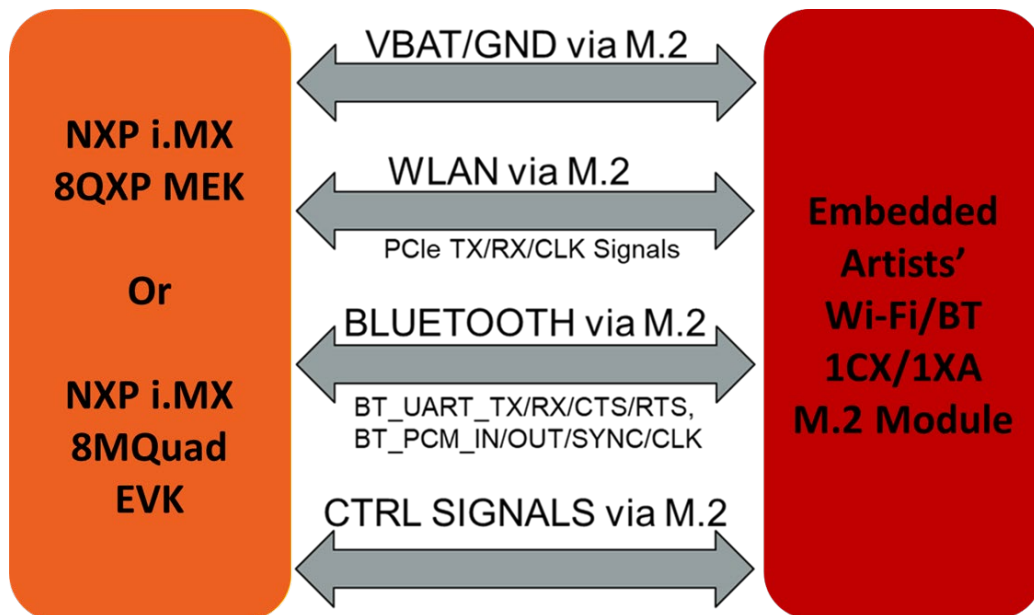 NXP i.MX
8QXP MEK
Or
NXP i.MX
8MQuad
EVK
VBAT/GND via M.2
WLAN via M.2
PCIe TX/RX/CLK Signals
BLUETOOTH via M.2
BT_UART_TX/RX/CTS/RTS,
BT_PCM_IN/OUT/SYNC/CLK
CTRL SIGNALS via M.2
Embedded
Artists’
Wi-Fi/BT
1CX/1XA
M.2 Module